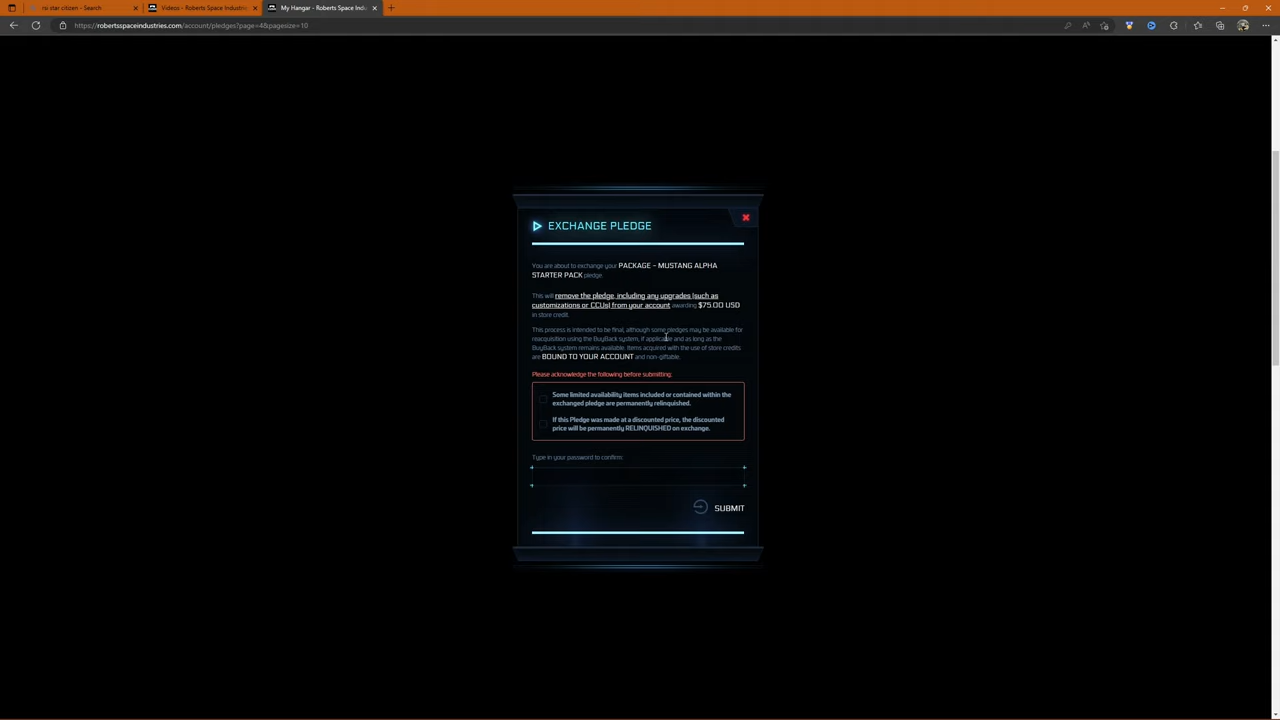 rsi star citizen - Search
Videos - Roberts Space Industries
My Hangar - Roberts Space Indu
https://robertsspaceindustries.com/account/pledges?page=4&pagesize=10
EXCHANGE PLEDGE
You are about to exchange your PACKAGE - MUSTANG ALPHA
STARTER PACK pledge.
This will remove the pledge, including any upgrades (such as
customizations or CCUs) from your account awarding $75.00 USD
in store credit.
This process is intended to be final, although some pledges may be available for
reacquisition using the BuyBack system, if applicable and as long as the
BuyBack system remains available. Items acquired with the use of store credits
are BOUND TO YOUR ACCOUNT and non-giftable.
Please acknowledge the following before submitting:
Some limited availability items included or contained within the
exchanged pledge are permanently relinquished.
If this Pledge was made at a discounted price, the discounted
price will be permanently RELINQUISHED on exchange.
Type in your password to confirm:
SUBMIT